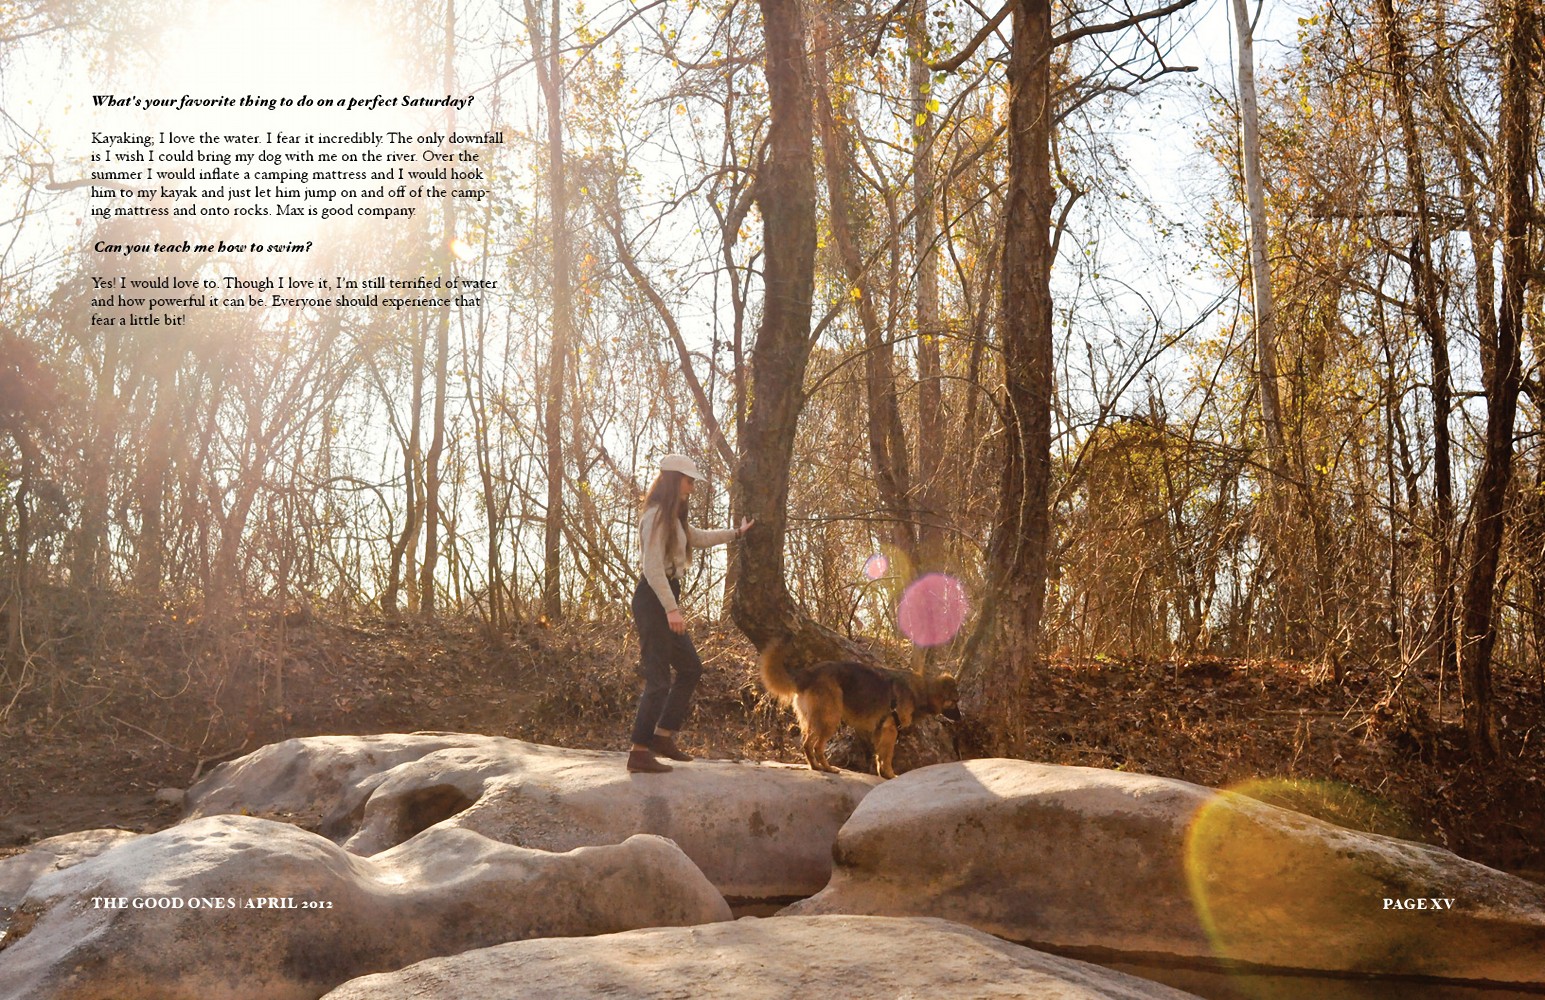 What's your favorite thing to do on a perfect Saturday?
Kayaking; I love the water. I fear it incredibly. The only downfall
is I wish I could bring my dog with me on the river. Over the
summer I would inflate a camping mattress and I would hook
him to my kayak and just let him jump on and off of the camp-
ing mattress and onto rocks. Max is good company.
Can you teach me how to swim?
Yes! I would love to. Though I love it, I'm still terrified of water
and how powerful it can be. Everyone should experience that
fear a little bit!
THE GOOD ONES | APRIL 2012
PAGE XV